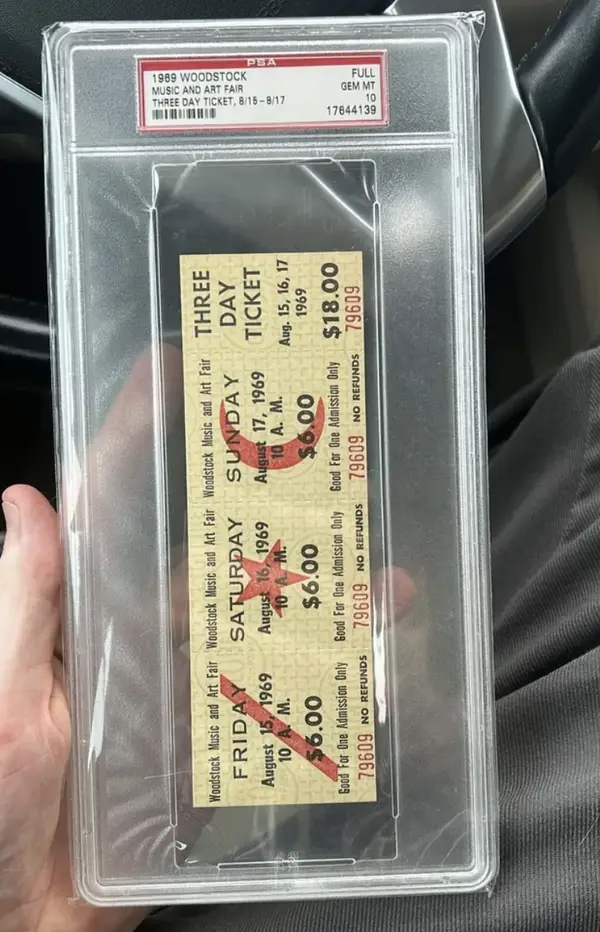 PSA
1969 WOODSTOCK FULL
MUSIC AND ART FAIR GEM MT
THREE DAY TICKET, 8/15-8/17 10
17644139
THREE
DAY
TICKET
Aug. 15, 16, 17
1969
$18.00
79609
Woodstock Music and Art Fair
SUNDAY
August 17, 1969
10 A. M.
$6.00
Good For One Admission Only
79609 NO REFUNDS
Woodstock Music and Art Fair
SATURDAY
August 16, 1969
10 A. M.
$6.00
Good For One Admission Only
79609 NO REFUNDS
Woodstock Music and Art Fair
FRIDAY
August 15, 1969
10 A. M.
$6.00
Good For One Admission Only
79609 NO REFUNDS